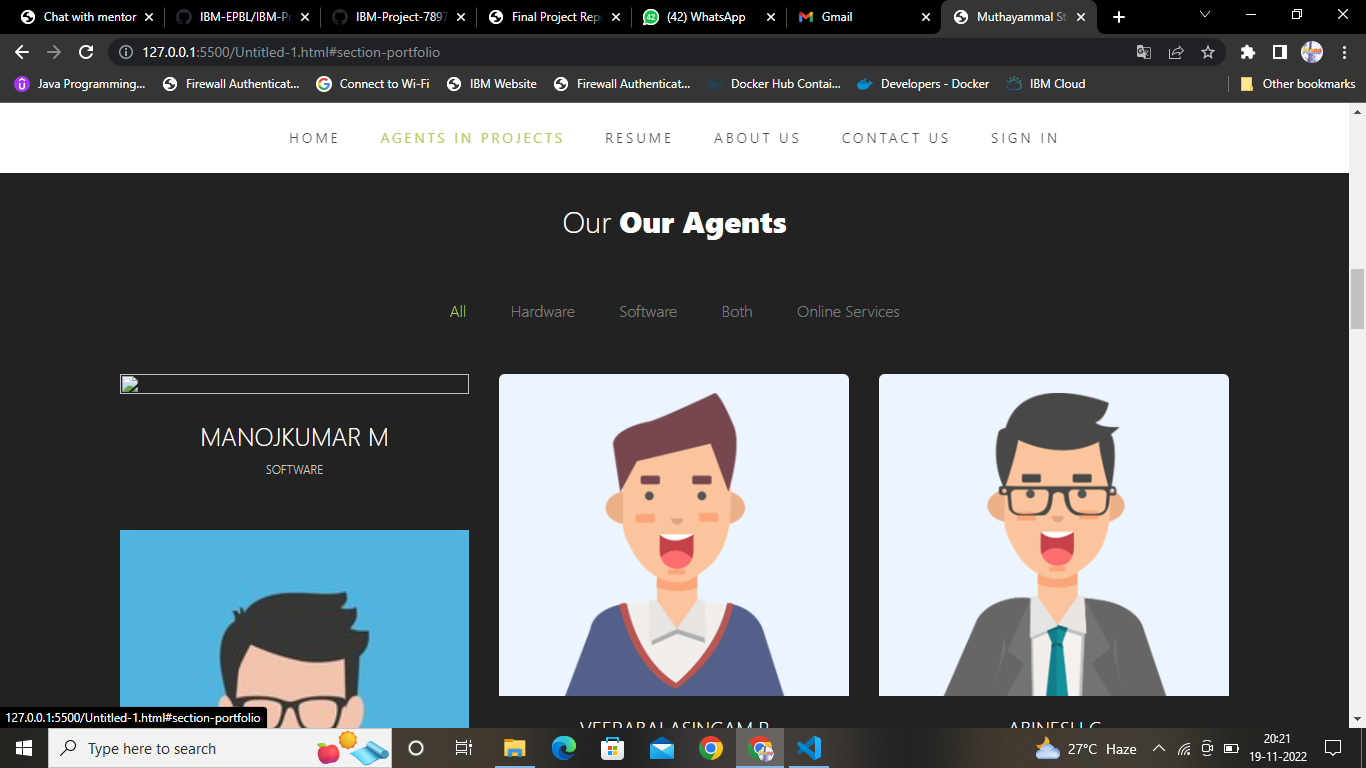 Chat with mentor
IBM-EPBL/IBM-Pr
IBM-Project-7897
Final Project Rep
(42) WhatsApp
Gmail
Muthayammal St
127.0.0.1:5500/Untitled-1.html#section-portfolio
Java Programming...
Firewall Authenticat...
Connect to Wi-Fi
IBM Website
Firewall Authenticat...
Docker Hub Contai...
Developers - Docker
IBM Cloud
Other bookmarks
HOME
AGENTS IN PROJECTS
RESUME
ABOUT US
CONTACT US
SIGN IN
Our Our Agents
All
Hardware
Software
Both
Online Services
MANOJKUMAR M
SOFTWARE
127.0.0.1:5500/Untitled-1.html#section-portfolio
Type here to search
27°C Haze
20:21
19-11-2022